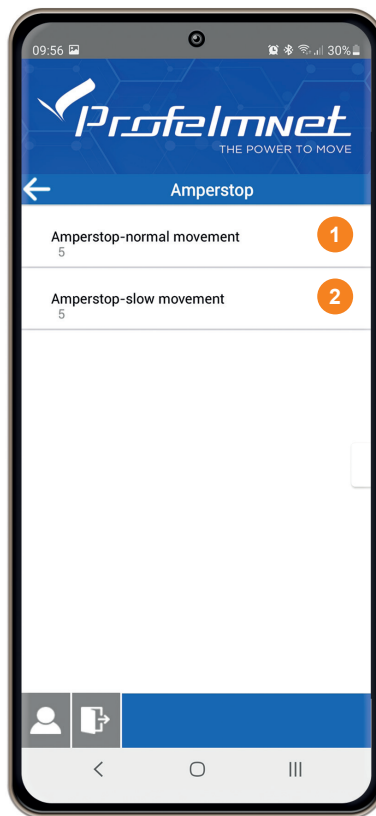 09:56
30%
Profelmnet
THE POWER TO MOVE
Amperstop
Amperstop-normal movement
1
5
Amperstop-slow movement
2
5